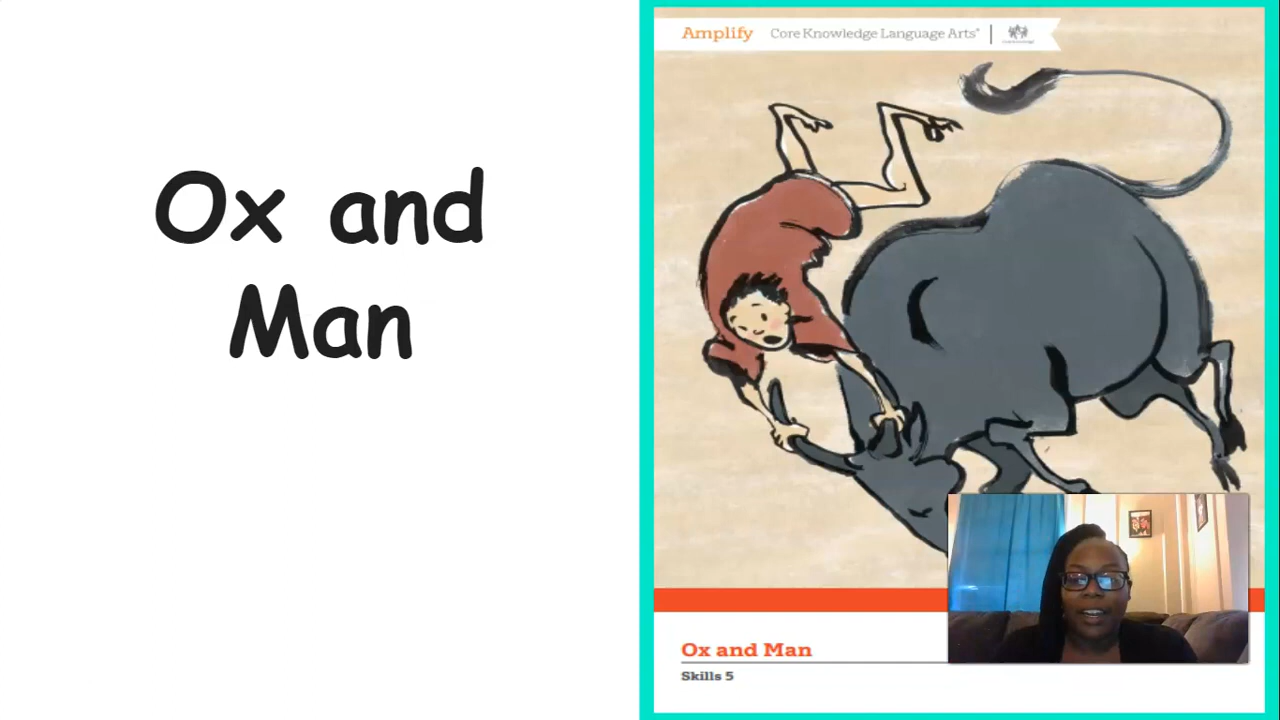 Ox and
Man
Amplify Core Knowledge Language Arts®
Ox and Man
Skills 5